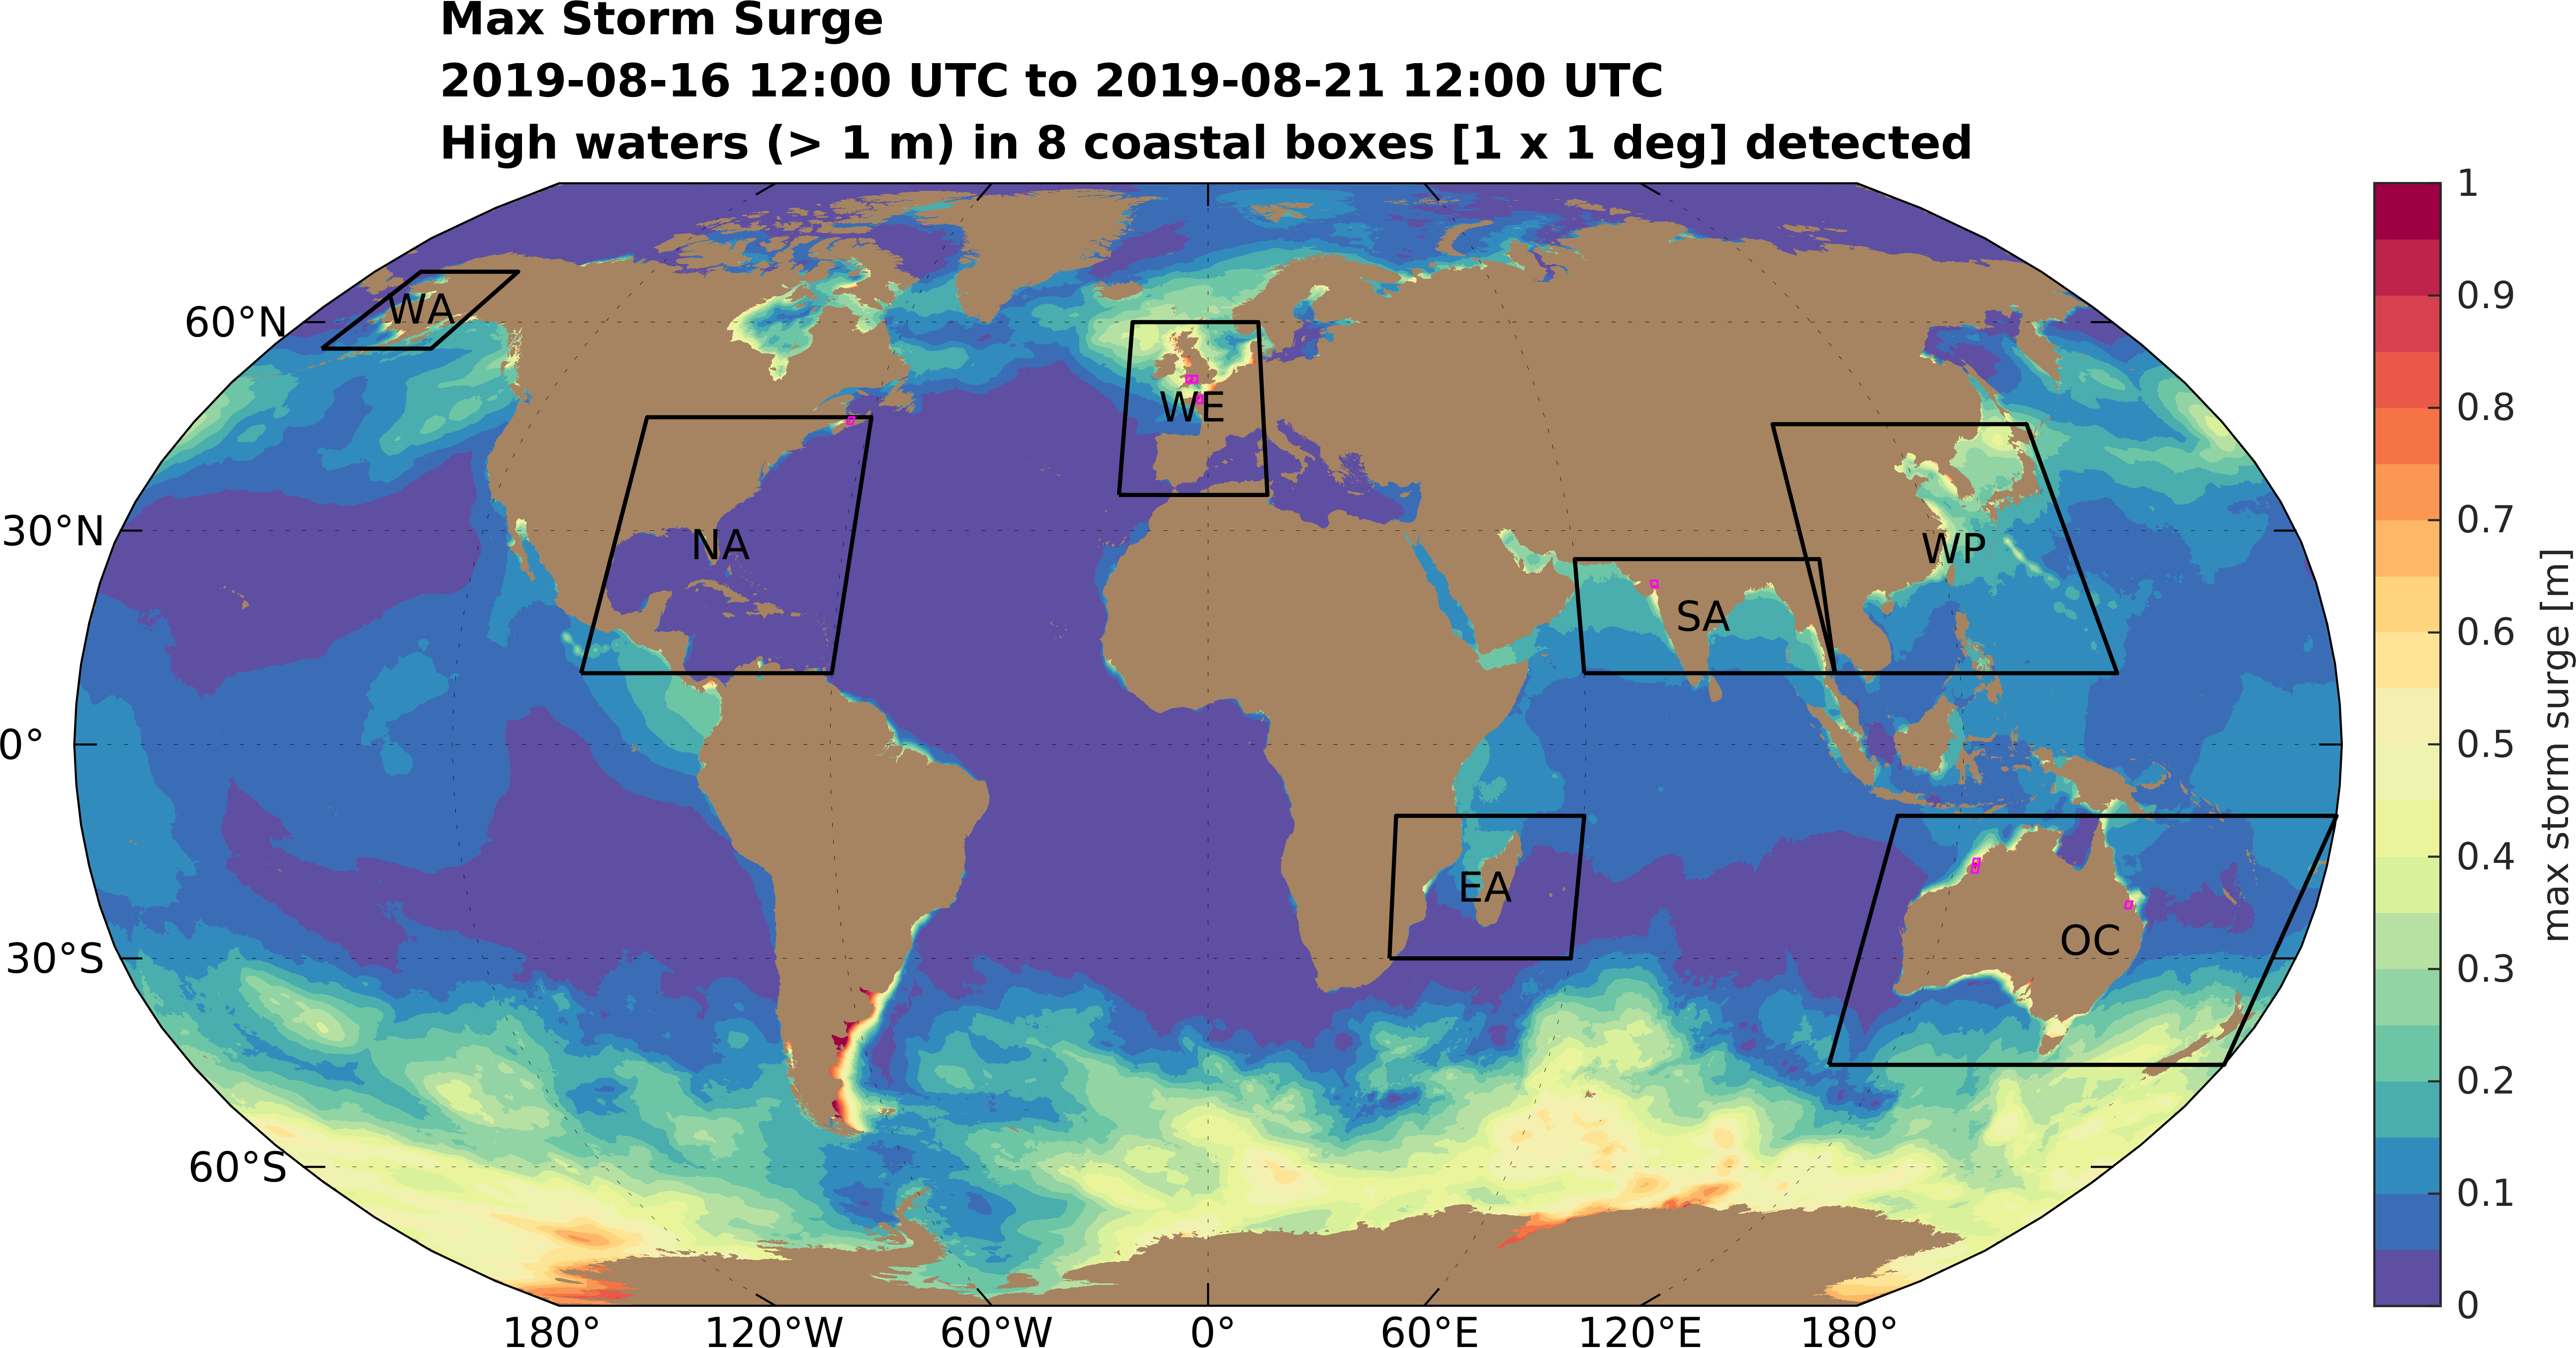 Max Storm Surge
2019-08-16 12:00 UTC to 2019-08-21 12:00 UTC
High waters (> 1 m) in 8 coastal boxes [1 x 1 deg] detected
60°N
30°N
0°
30°S
60°S
WA
NA
WE
SA
WP
EA
OC
180°
120°W
60°W
0°
60°E
120°E
180°
1
0.9
0.8
0.7
0.6
0.5
0.4
0.3
0.2
0.1
0
max storm surge [m]